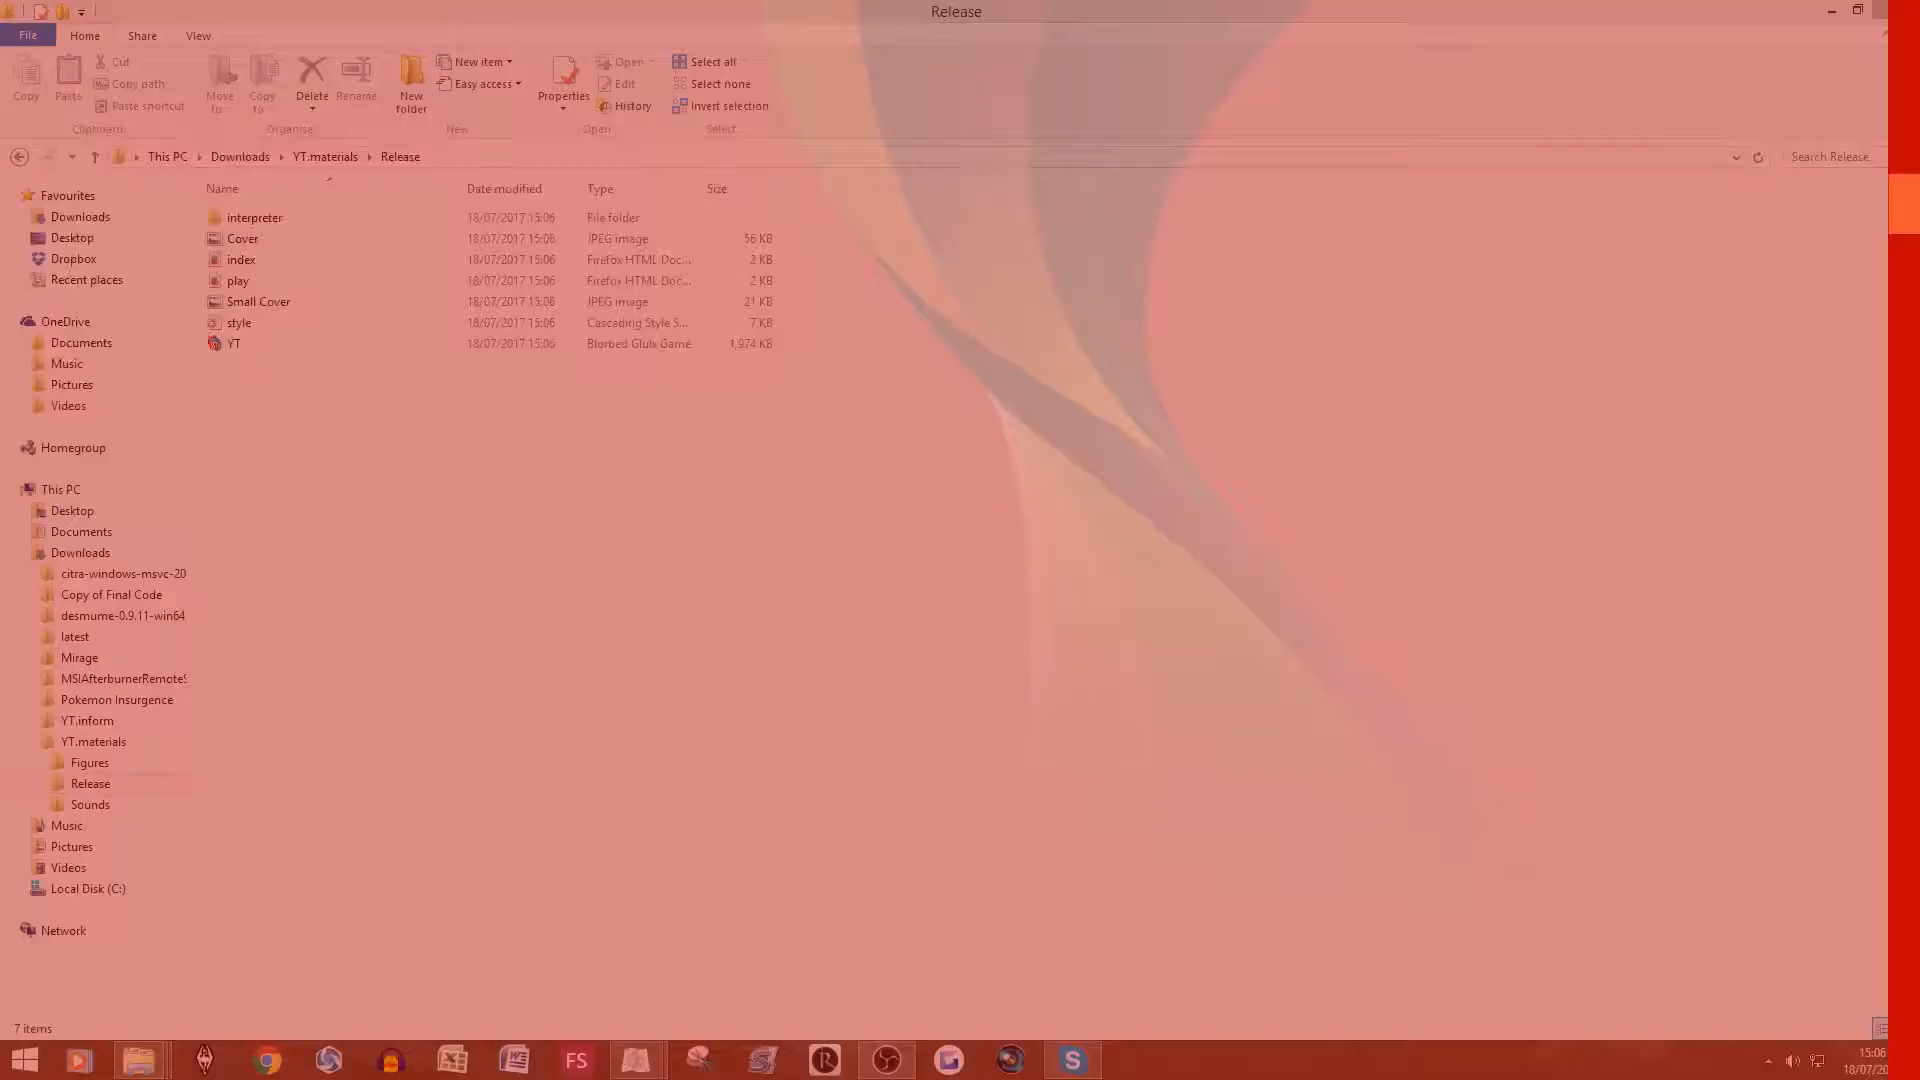 Release
File Home Share View
Copy
Paste
Cut
Copy path
Paste shortcut
Clipboard
Move to
Copy to
Delete
Rename
Organise
New folder
New item
Easy access
New
Properties
Open
Edit
History
Open
Select all
Select none
Invert selection
Select
This PC Downloads YT.materials Release
Search Release
Name Date modified Type Size
interpreter 18/07/2017 15:06 File folder
Cover 18/07/2017 15:06 JPEG image 56 KB
index 18/07/2017 15:06 Firefox HTML Doc... 2 KB
play 18/07/2017 15:06 Firefox HTML Doc... 2 KB
Small Cover 18/07/2017 15:06 JPEG image 21 KB
style 18/07/2017 15:06 Cascading Style S... 7 KB
YT 18/07/2017 15:06 Blorbed Glulx Game 1,974 KB
Favourites
Downloads
Desktop
Dropbox
Recent places
OneDrive
Documents
Music
Pictures
Videos
Homegroup
This PC
Desktop
Documents
Downloads
citra-windows-msvc-20
Copy of Final Code
desmume-0.9.11-win64
latest
Mirage
MSIAfterburnerRemoteS
Pokemon Insurgence
YT.inform
YT.materials
Figures
Release
Sounds
Music
Pictures
Videos
Local Disk (C:)
Network
7 items
FS
15:06
18/07/20